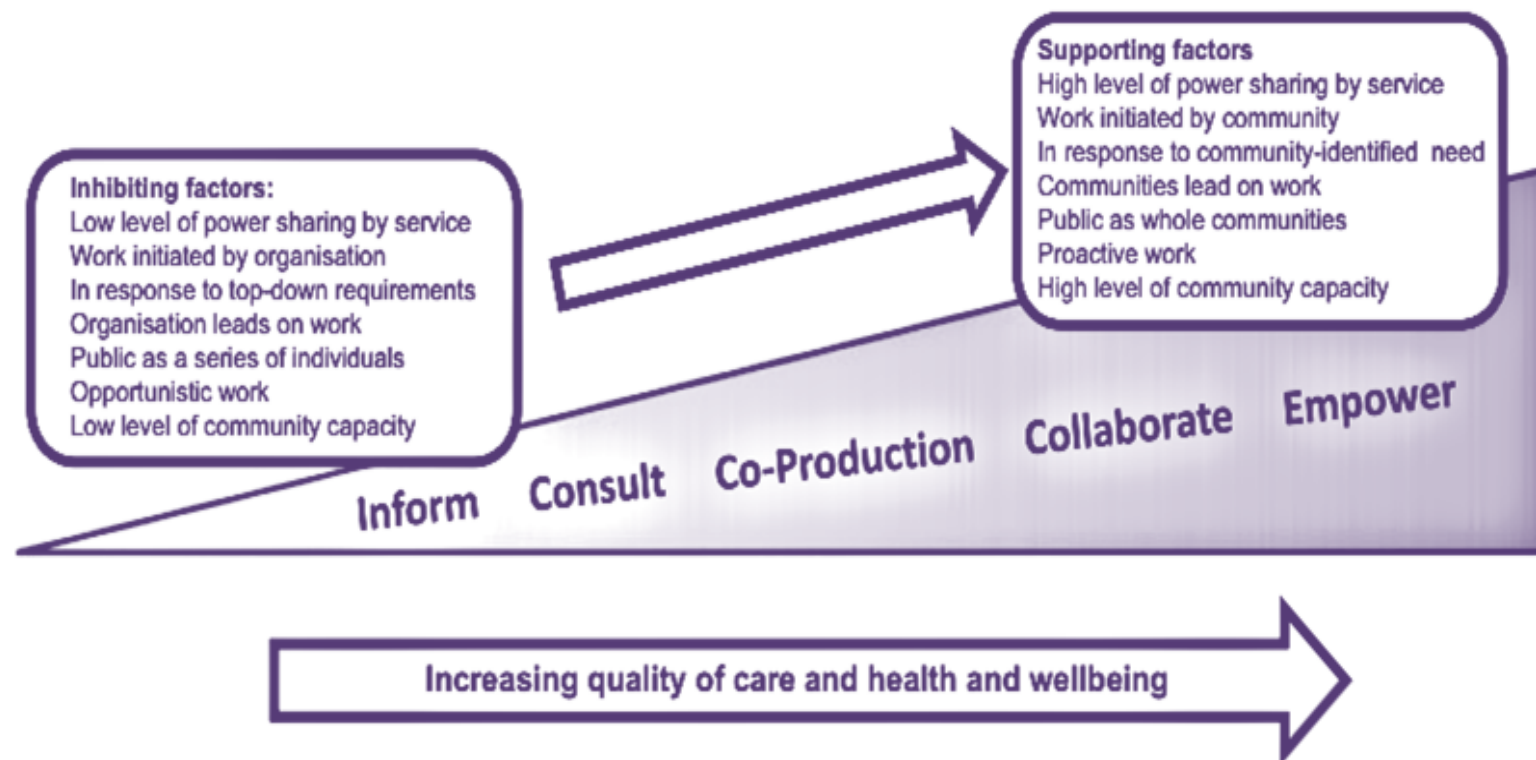 Supporting factors
High level of power sharing by service
Work initiated by community
In response to community-identified need
Communities lead on work
Public as whole communities
Proactive work
High level of community capacity
Inhibiting factors:
Low level of power sharing by service
Work initiated by organisation
In response to top-down requirements
Organisation leads on work
Public as a series of individuals
Opportunistic work
Low level of community capacity
Inform Consult Co-Production Collaborate Empower
Increasing quality of care and health and wellbeing